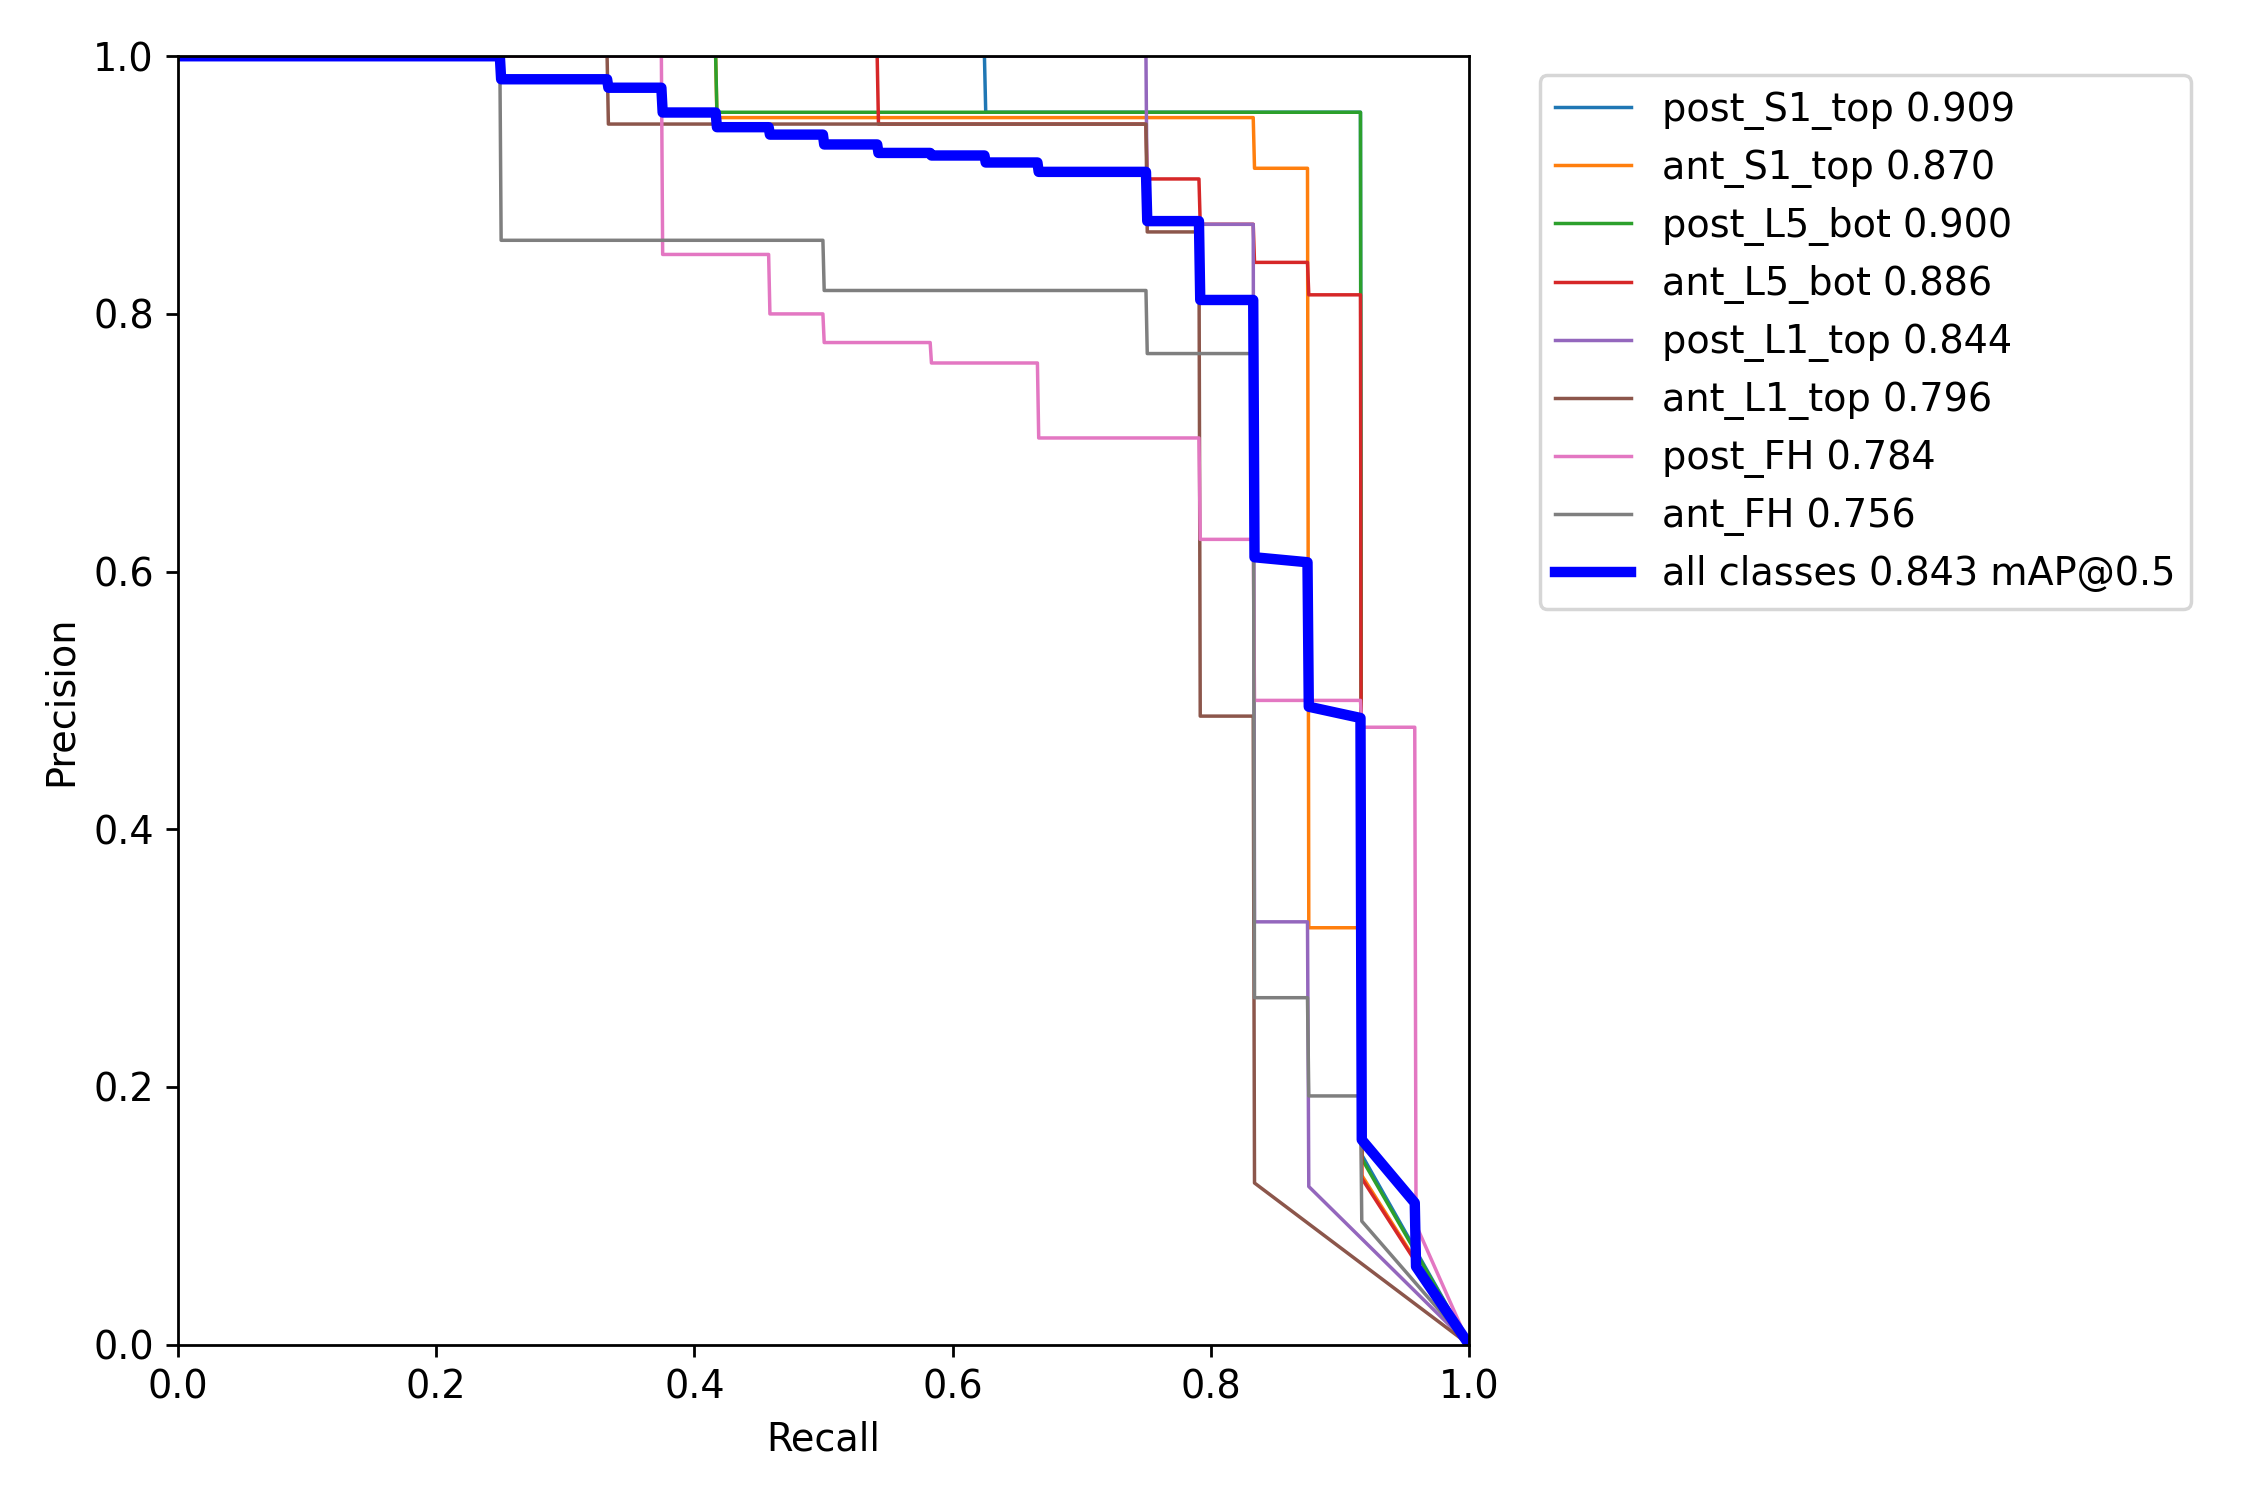 1.0
0.8
0.6
0.4
0.2
0.0
Precision
0.0 0.2 0.4 0.6 0.8 1.0
Recall
post_S1_top 0.909
ant_S1_top 0.870
post_L5_bot 0.900
ant_L5_bot 0.886
post_L1_top 0.844
ant_L1_top 0.796
post_FH 0.784
ant_FH 0.756
all classes 0.843 mAP@0.5